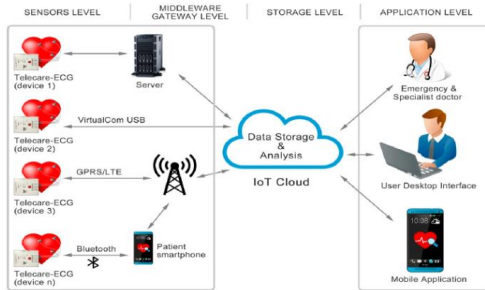 SENSORS LEVEL
MIDDLEWARE
GATEWAY LEVEL
STORAGE LEVEL
APPLICATION LEVEL
Telecare-ECG
(device 1)
Server
Emergency &
Specialist doctor
VirtualCom USB
Telecare-ECG
(device 2)
Data Storage
&
Analysis
IoT Cloud
User Desktop Interface
GPRS/LTE
Telecare-ECG
(device 3)
Bluetooth
Patient
smartphone
Telecare-ECG
(device n)
Mobile Application